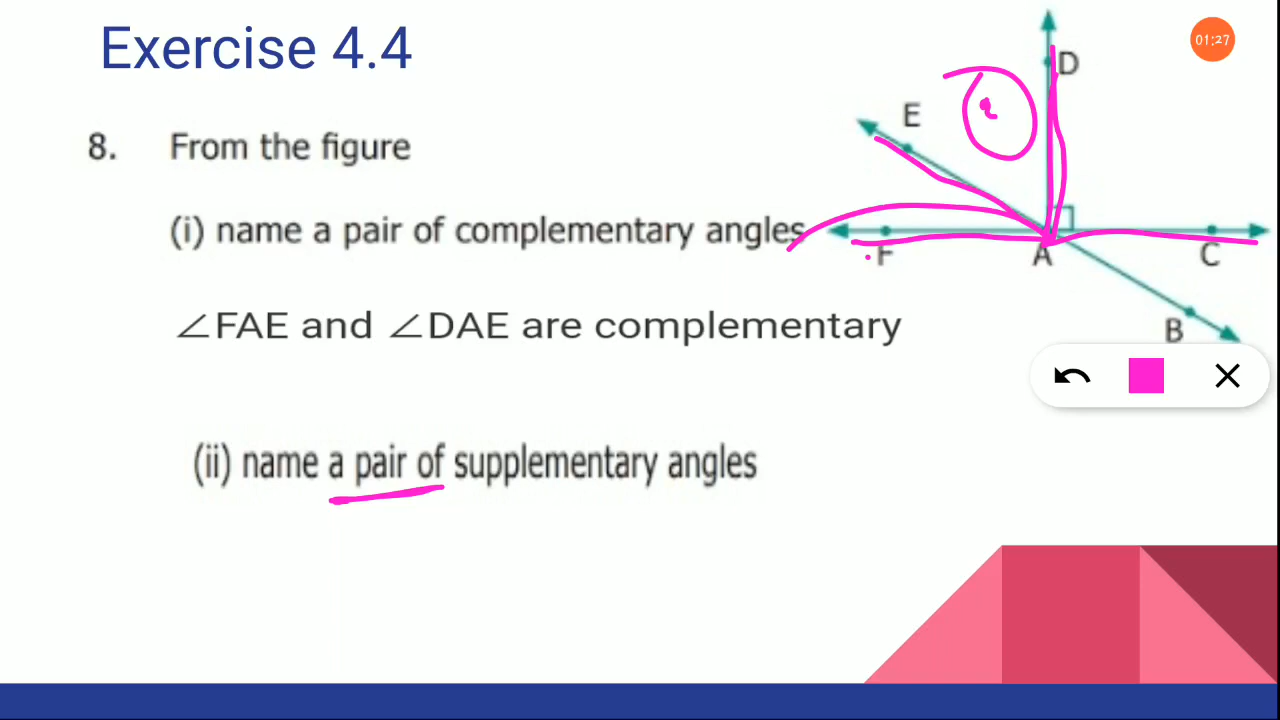 Exercise 4.4
01:27
D
E
8. From the figure
(i) name a pair of complementary angles
F
A
C
∠FAE and ∠DAE are complementary
B
(ii) name a pair of supplementary angles